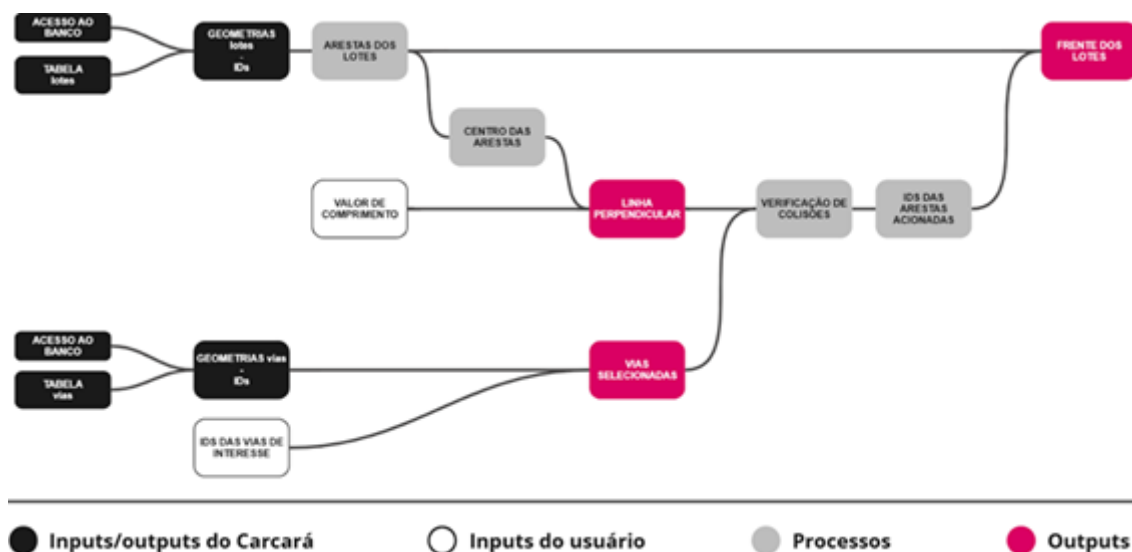 ACESSO AO
BANCO
TABELA
lotes
GEOMETRIAS
lotes
-
IDs
ARESTAS DOS
LOTES
FRENTE DOS
LOTES
CENTRO DAS
ARESTAS
VALOR DE
COMPRIMENTO
LINHA
PERPENDICULAR
VERIFICAÇÃO DE
COLISÕES
IDS DAS
ARESTAS
ACIONADAS
ACESSO AO
BANCO
TABELA
vias
GEOMETRIAS vias
-
IDs
VIAS
SELECIONADAS
IDS DAS VIAS DE
INTERESSE
Inputs/outputs do Carcará
Inputs do usuário
Processos
Outputs